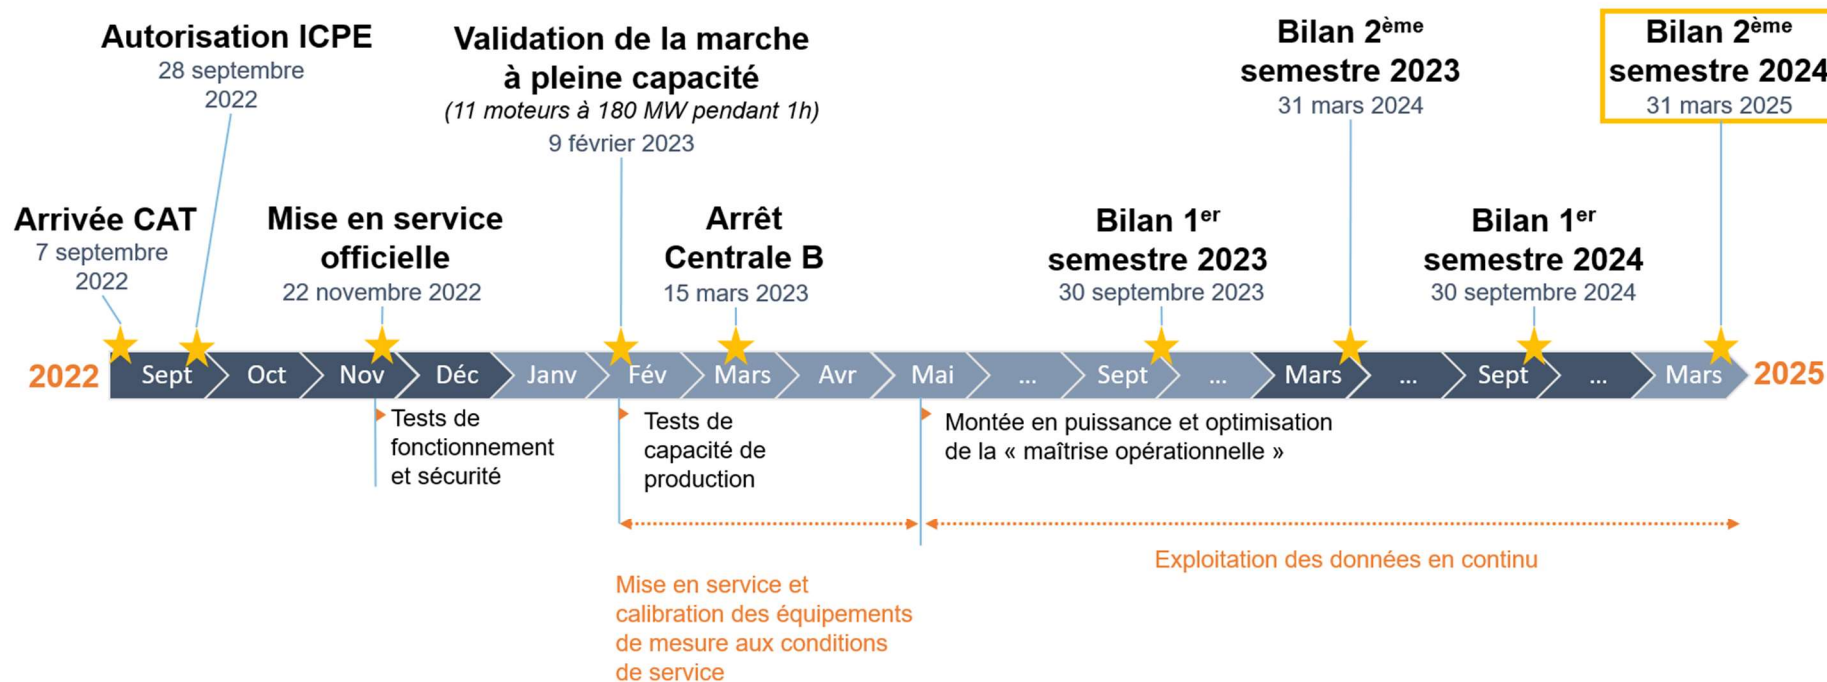 Autorisation ICPE
28 septembre
2022
Validation de la marche
à pleine capacité
(11 moteurs à 180 MW pendant 1h)
9 février 2023
Bilan 2ème
semestre 2023
31 mars 2024
Bilan 2ème
semestre 2024
31 mars 2025
Arrivée CAT
7 septembre
2022
Mise en service
officielle
22 novembre 2022
Arrêt
Centrale B
15 mars 2023
Bilan 1er
semestre 2023
30 septembre 2023
Bilan 1er
semestre 2024
30 septembre 2024
2022 Sept Oct Nov Déc Janv Fév Mars Avr Mai ... Sept ... Mars ... Sept ... Mars 2025
Tests de
fonctionnement
et sécurité
Tests de
capacité de
production
Montée en puissance et optimisation
de la « maîtrise opérationnelle »
Mise en service et
calibration des équipements
de mesure aux conditions
de service
Exploitation des données en continu